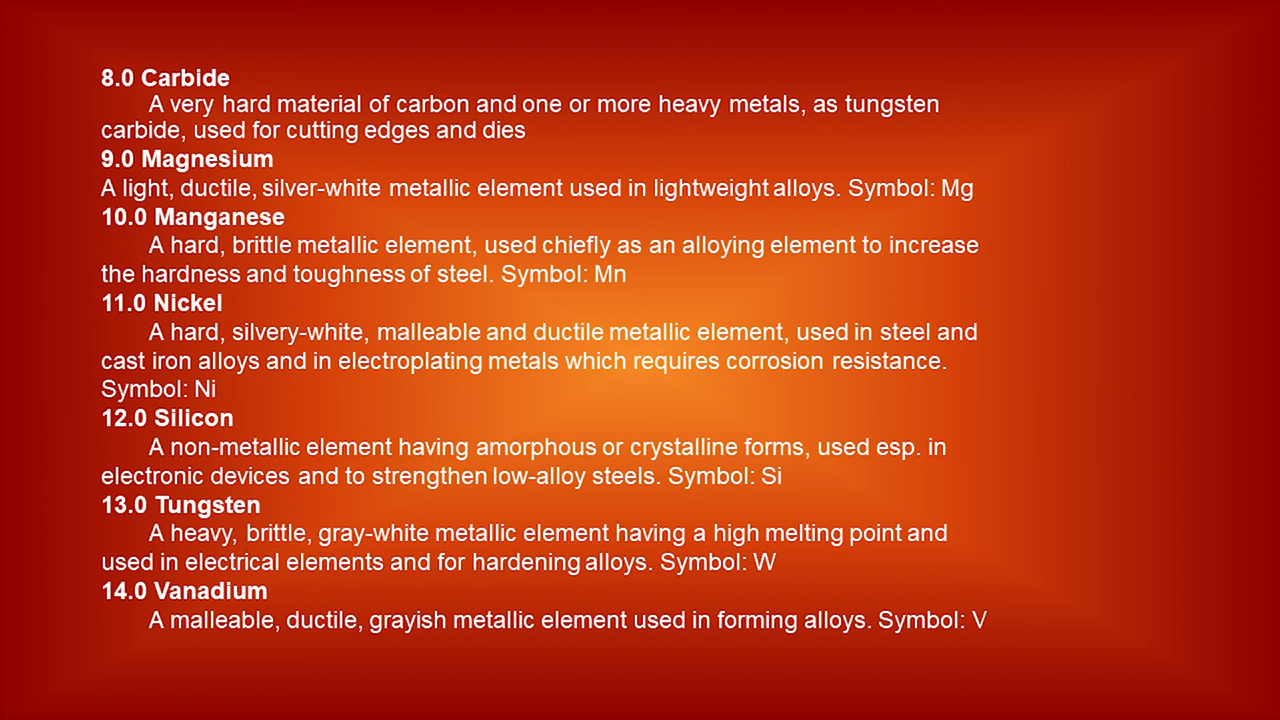 8.0 Carbide
A very hard material of carbon and one or more heavy metals, as tungsten
carbide, used for cutting edges and dies
9.0 Magnesium
A light, ductile, silver-white metallic element used in lightweight alloys. Symbol: Mg
10.0 Manganese
A hard, brittle metallic element, used chiefly as an alloying element to increase
the hardness and toughness of steel. Symbol: Mn
11.0 Nickel
A hard, silvery-white, malleable and ductile metallic element, used in steel and
cast iron alloys and in electroplating metals which requires corrosion resistance.
Symbol: Ni
12.0 Silicon
A non-metallic element having amorphous or crystalline forms, used esp. in
electronic devices and to strengthen low-alloy steels. Symbol: Si
13.0 Tungsten
A heavy, brittle, gray-white metallic element having a high melting point and
used in electrical elements and for hardening alloys. Symbol: W
14.0 Vanadium
A malleable, ductile, grayish metallic element used in forming alloys. Symbol: V